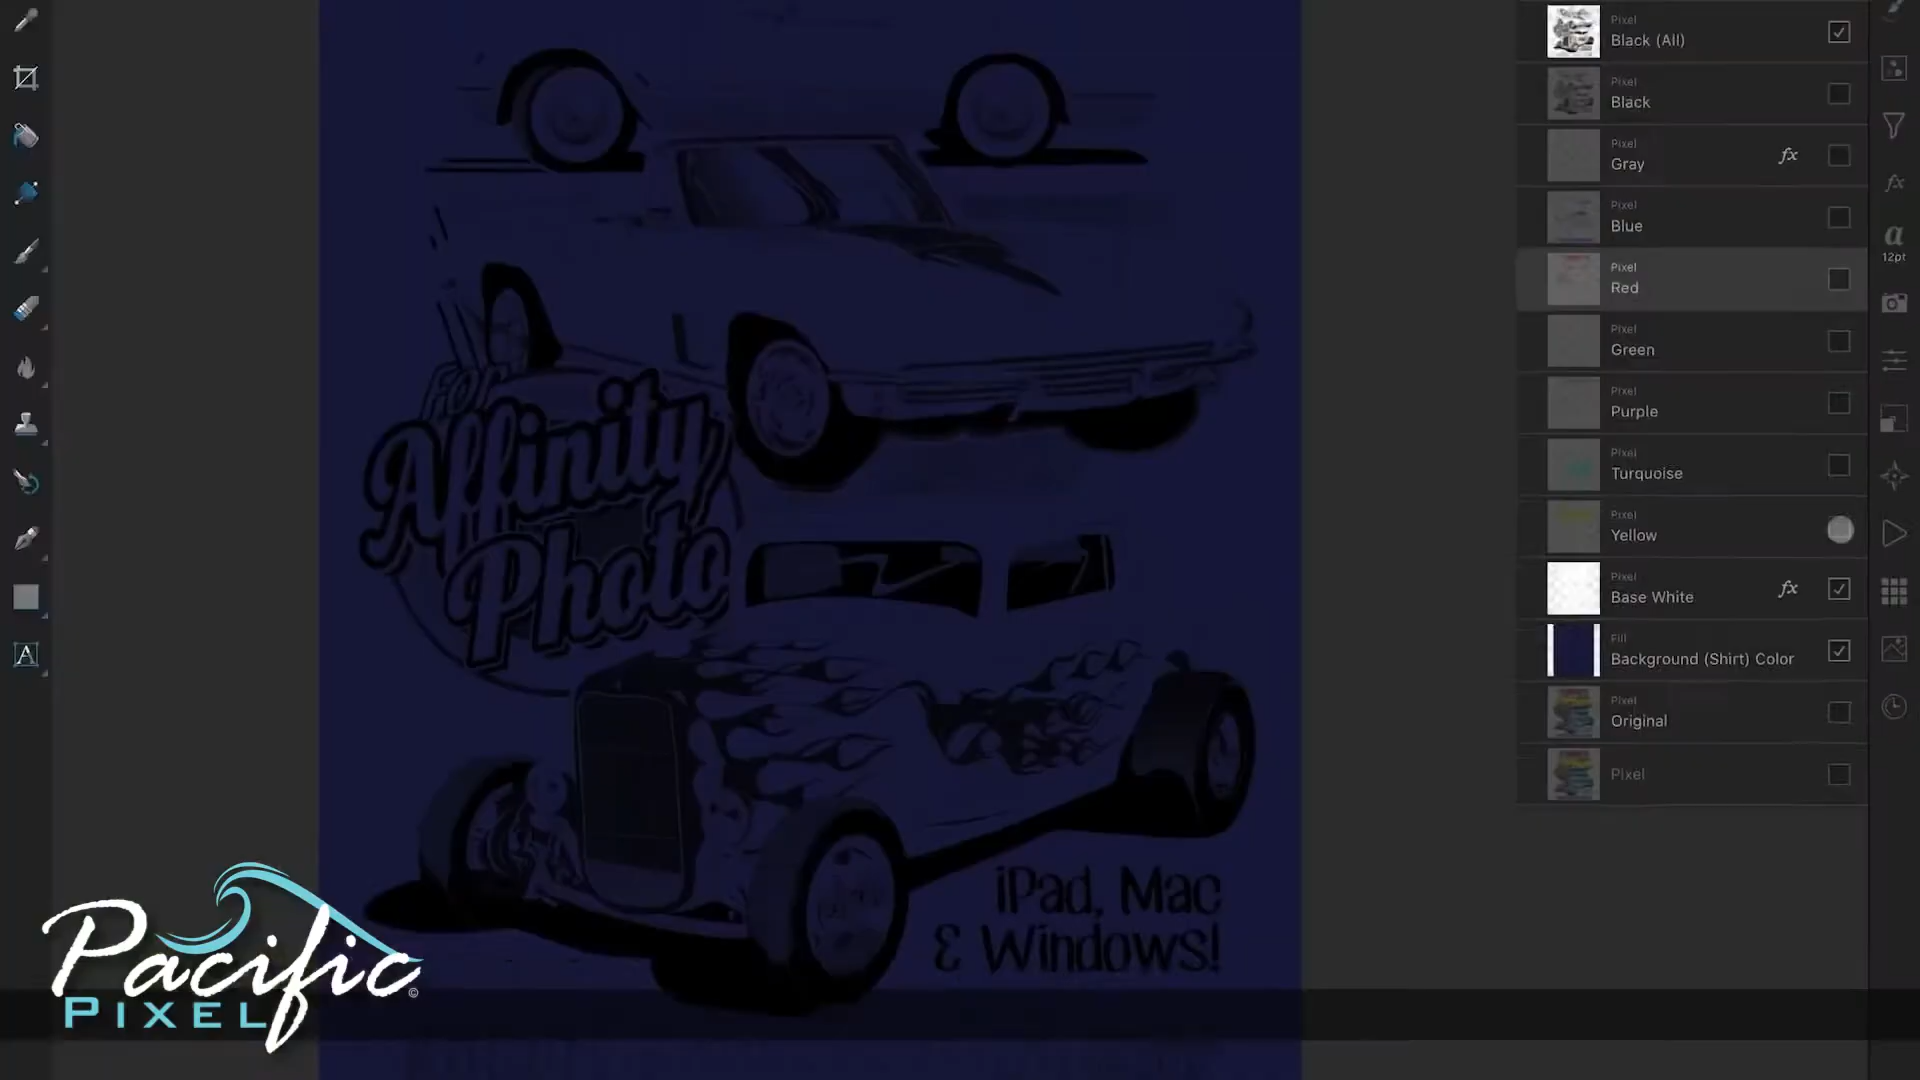 Pixel
Black (All)
Pixel
Black
Pixel
Gray
fx
Pixel
Blue
Pixel
Red
Pixel
Green
Pixel
Purple
Pixel
Turquoise
Pixel
Yellow
Pixel
Base White
fx
Fill
Background (Shirt) Color
Pixel
Original
Pixel
fx
a
12pt
A
FOR
Affinity
Photo
iPad, Mac
& Windows!
Pacific
PIXEL
©